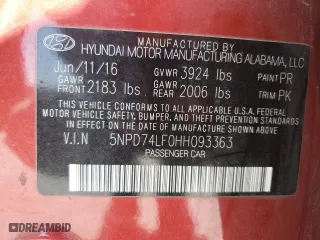 MANUFACTURED BY
HYUNDAI MOTOR MANUFACTURING ALABAMA, LLC
Jun/11/16 GVWR 3924 lbs PAINT PR
GAWR FRONT 2183 lbs GAWR REAR 2006 lbs TRIM PK
THIS VEHICLE CONFORMS TO ALL APPLICABLE U.S.A. FEDERAL
MOTOR VEHICLE SAFETY, BUMPER, AND THEFT PREVENTION
STANDARDS IN EFFECT ON THE DATE OF MANUFACTURE SHOWN ABOVE.
V.I.N 5NPD74LF0HH093363
PASSENGER CAR